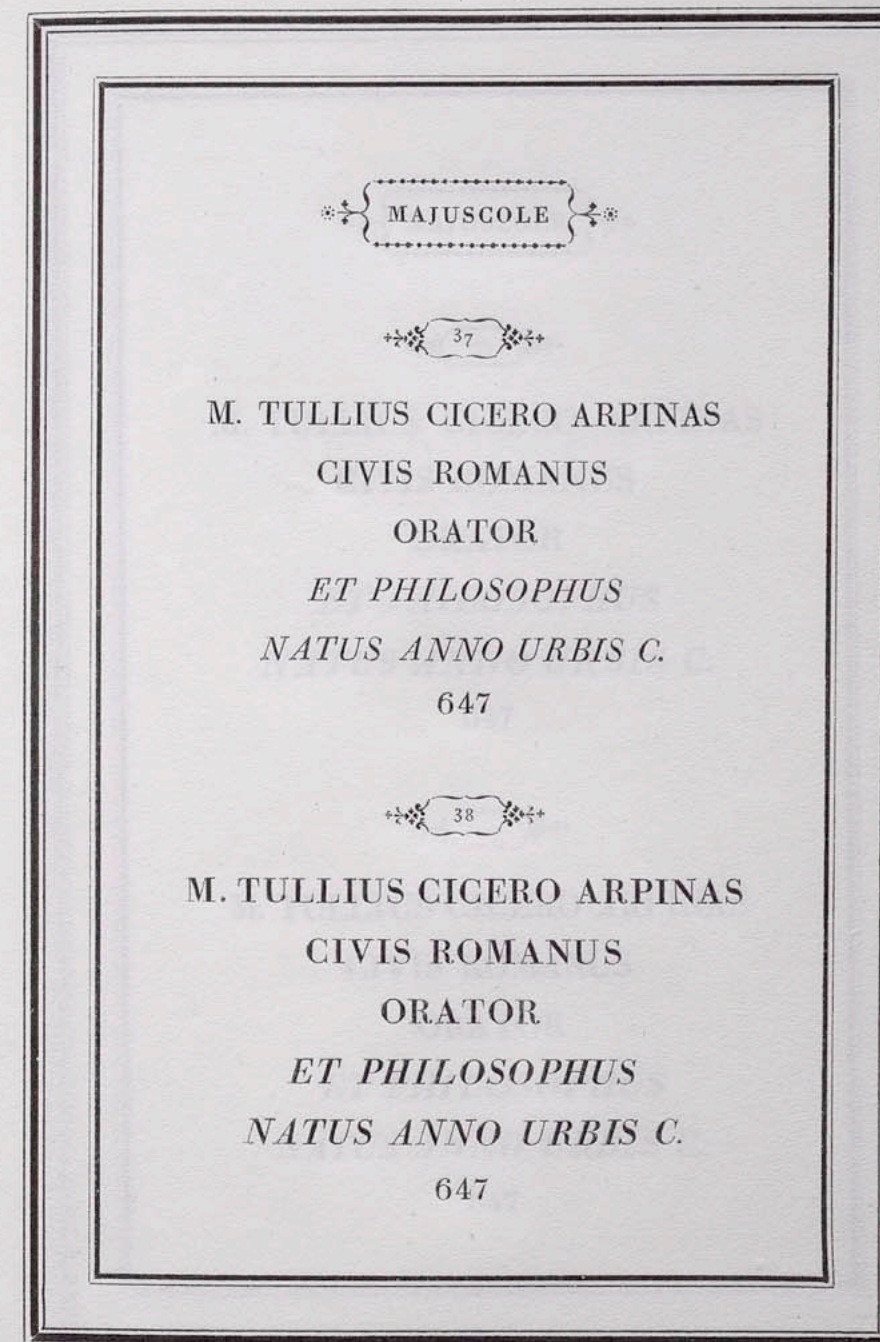 MAJUSCOLE
37
M. TULLIUS CICERO ARPINAS
CIVIS ROMANUS
ORATOR
ET PHILOSOPHUS
NATUS ANNO URBIS C.
647
38
M. TULLIUS CICERO ARPINAS
CIVIS ROMANUS
ORATOR
ET PHILOSOPHUS
NATUS ANNO URBIS C.
647